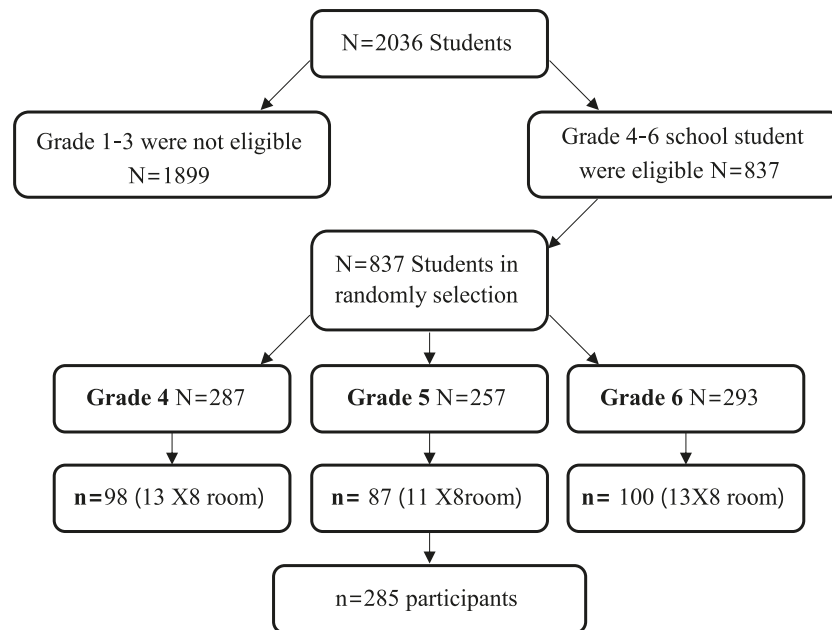 N=2036 Students
Grade 1-3 were not eligible
N=1899
Grade 4-6 school student
were eligible N=837
N=837 Students in
randomly selection
Grade 4 N=287
Grade 5 N=257
Grade 6 N=293
n=98 (13 X8 room)
n= 87 (11 X8room)
n= 100 (13X8 room)
n=285 participants